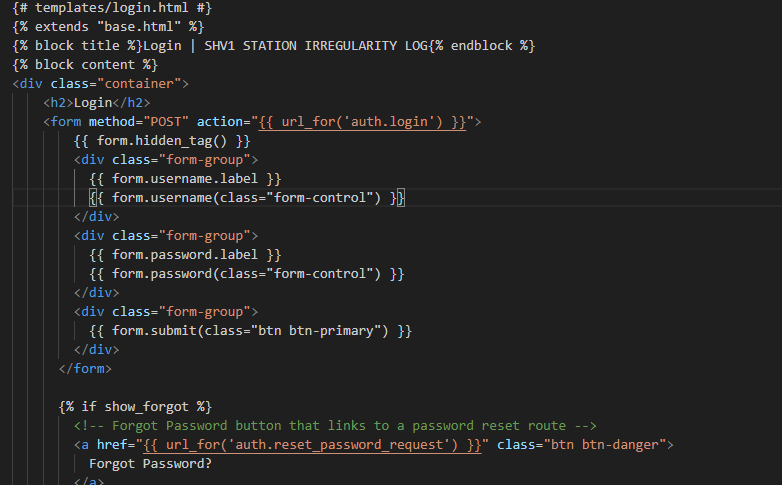 {# templates/login.html #}
{% extends "base.html" %}
{% block title %}Login | SHV1 STATION IRREGULARITY LOG{% endblock %}
{% block content %}
<div class="container">
<h2>Login</h2>
<form method="POST" action="{{ url_for('auth.login') }}">
{{ form.hidden_tag() }}
<div class="form-group">
{{ form.username.label }}
{{ form.username(class="form-control") }}
</div>
<div class="form-group">
{{ form.password.label }}
{{ form.password(class="form-control") }}
</div>
<div class="form-group">
{{ form.submit(class="btn btn-primary") }}
</div>
</form>
{% if show_forgot %}
<!-- Forgot Password button that links to a password reset route -->
<a href="{{ url_for('auth.reset_password_request') }}" class="btn btn-danger">
Forgot Password?
</a>